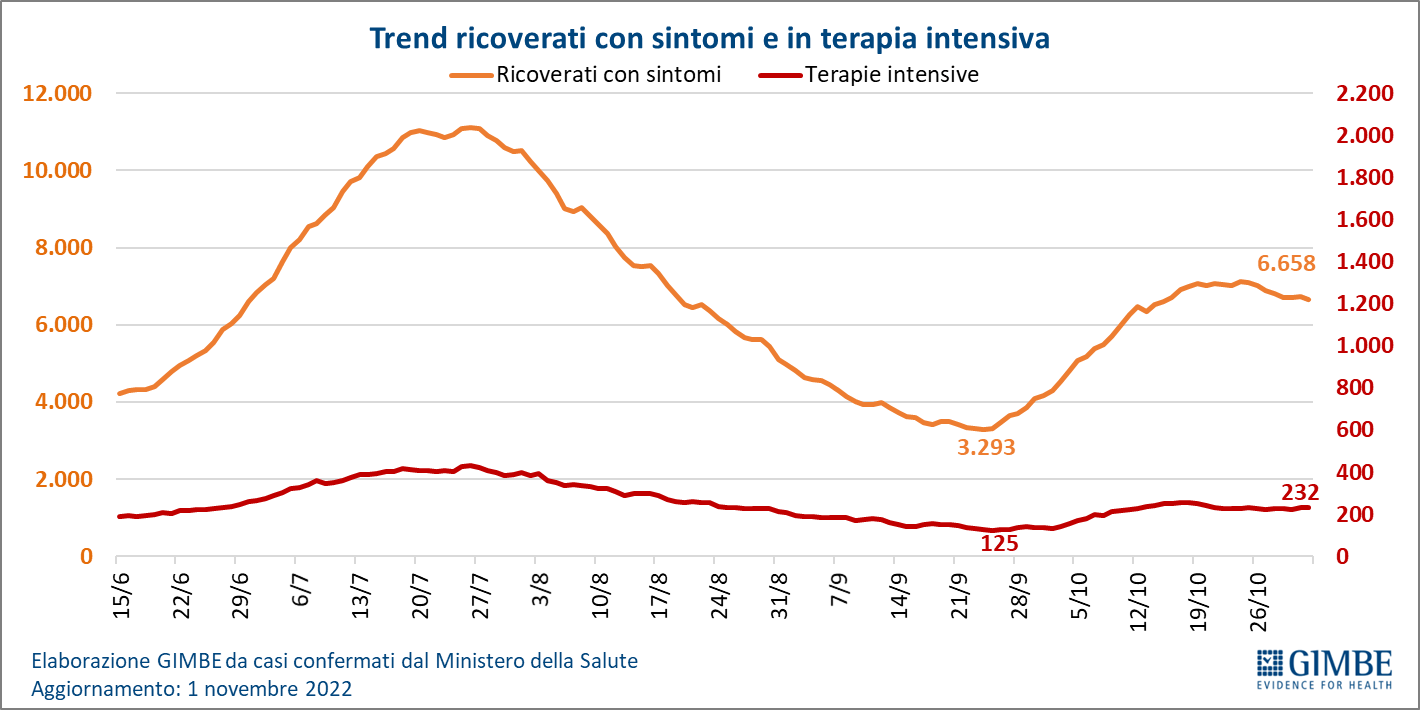 Trend ricoverati con sintomi e in terapia intensiva
Ricoverati con sintomi Terapie intensive
12.000 2.200
2.000
10.000 1.800
1.600
8.000 1.400
6.658
1.200
6.000 1.000
800
4.000 600
3.293
2.000 400
232
200
125
0 0
15/6 22/6 29/6 6/7 13/7 20/7 27/7 3/8 10/8 17/8 24/8 31/8 7/9 14/9 21/9 28/9 5/10 12/10 19/10 26/10
Elaborazione GIMBE da casi confermati dal Ministero della Salute
Aggiornamento: 1 novembre 2022
GIMBE
EVIDENCE FOR HEALTH